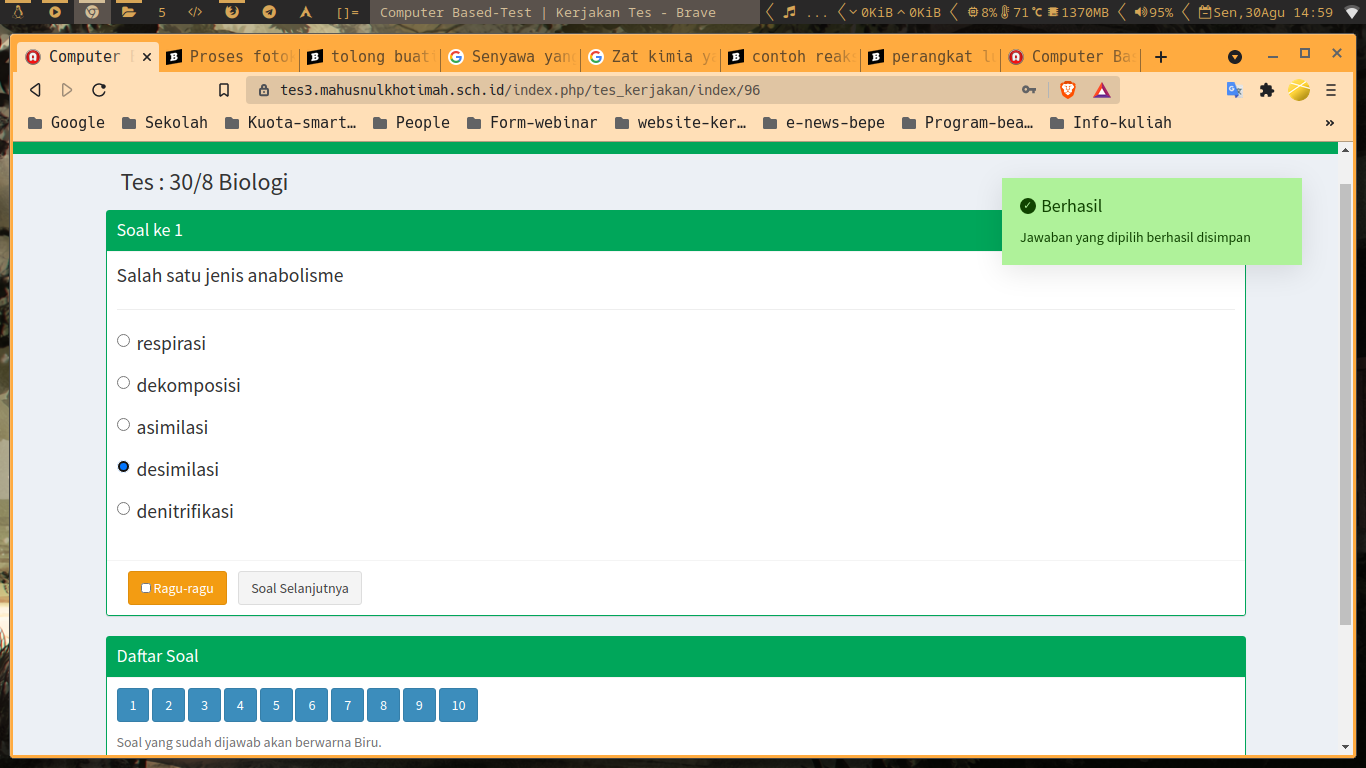 5 </> []= Computer Based-Test | Kerjakan Tes - Brave ... 0KiB 0KiB 8% 71℃ 1370MB 95% Sen,30Agu 14:59
Computer Proses foto tolong buat Senyawa yan Zat kimia contoh reak perangkat Computer Ba +
tes3.mahusnulkhotimah.sch.id/index.php/tes_kerjakan/index/96
Google Sekolah Kuota-smart… People Form-webinar website-ker… e-news-bepe Program-bea… Info-kuliah »
Tes : 30/8 Biologi
Berhasil
Jawaban yang dipilih berhasil disimpan
Soal ke 1
Salah satu jenis anabolisme
respirasi
dekomposisi
asimilasi
desimilasi
denitrifikasi
Ragu-ragu Soal Selanjutnya
Daftar Soal
1 2 3 4 5 6 7 8 9 10
Soal yang sudah dijawab akan berwarna Biru.